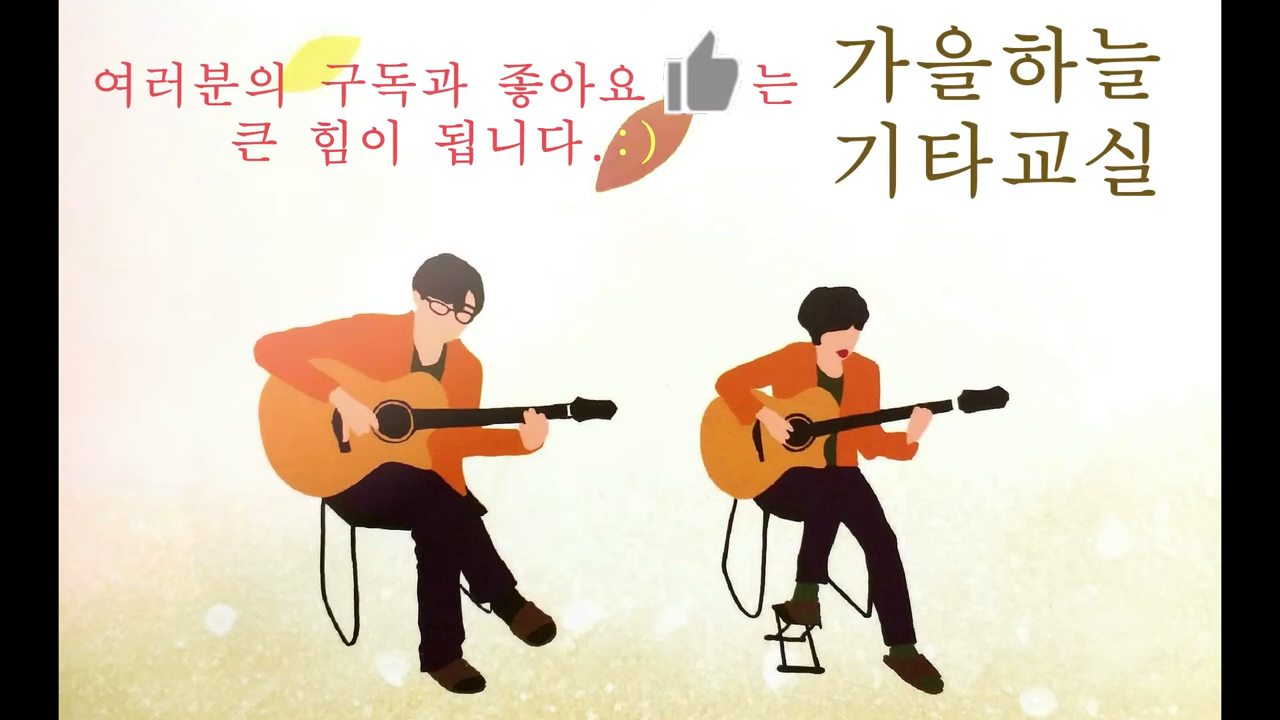 여러분의 구독과 좋아요 는
큰 힘이 됩니다. :)
가을하늘
기타교실